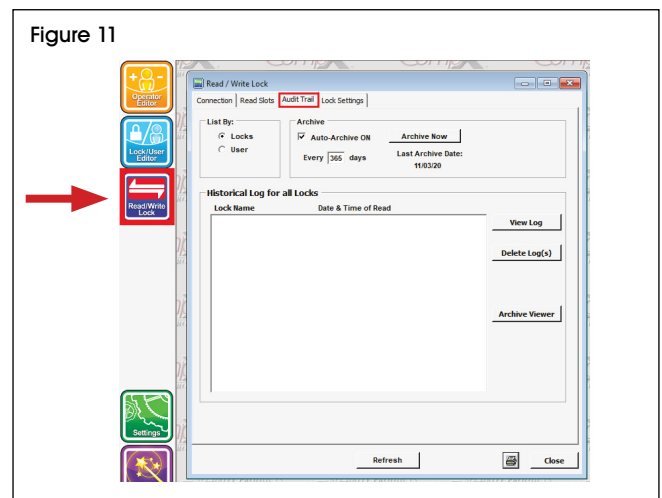 Figure 11
CompX CompX
Operator
Editor
Lock/User
Editor
Read/Write
Lock
Settings
Read / Write Lock
Connection Read Slots Audit Trail Lock Settings
List By:
Locks
User
Archive
Auto-Archive ON Archive Now
Every 365 days
Last Archive Date:
11/03/20
Historical Log for all Locks
Lock Name Date & Time of Read
View Log
Delete Log(s)
Archive Viewer
Refresh Close